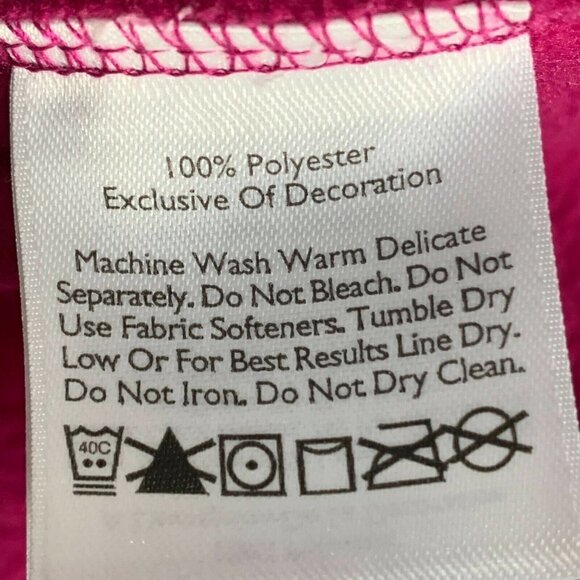 100% Polyester
Exclusive Of Decoration
Machine Wash Warm Delicate
Separately. Do Not Bleach. Do Not
Use Fabric Softeners. Tumble Dry
Low Or For Best Results Line Dry.
Do Not Iron. Do Not Dry Clean.
40C